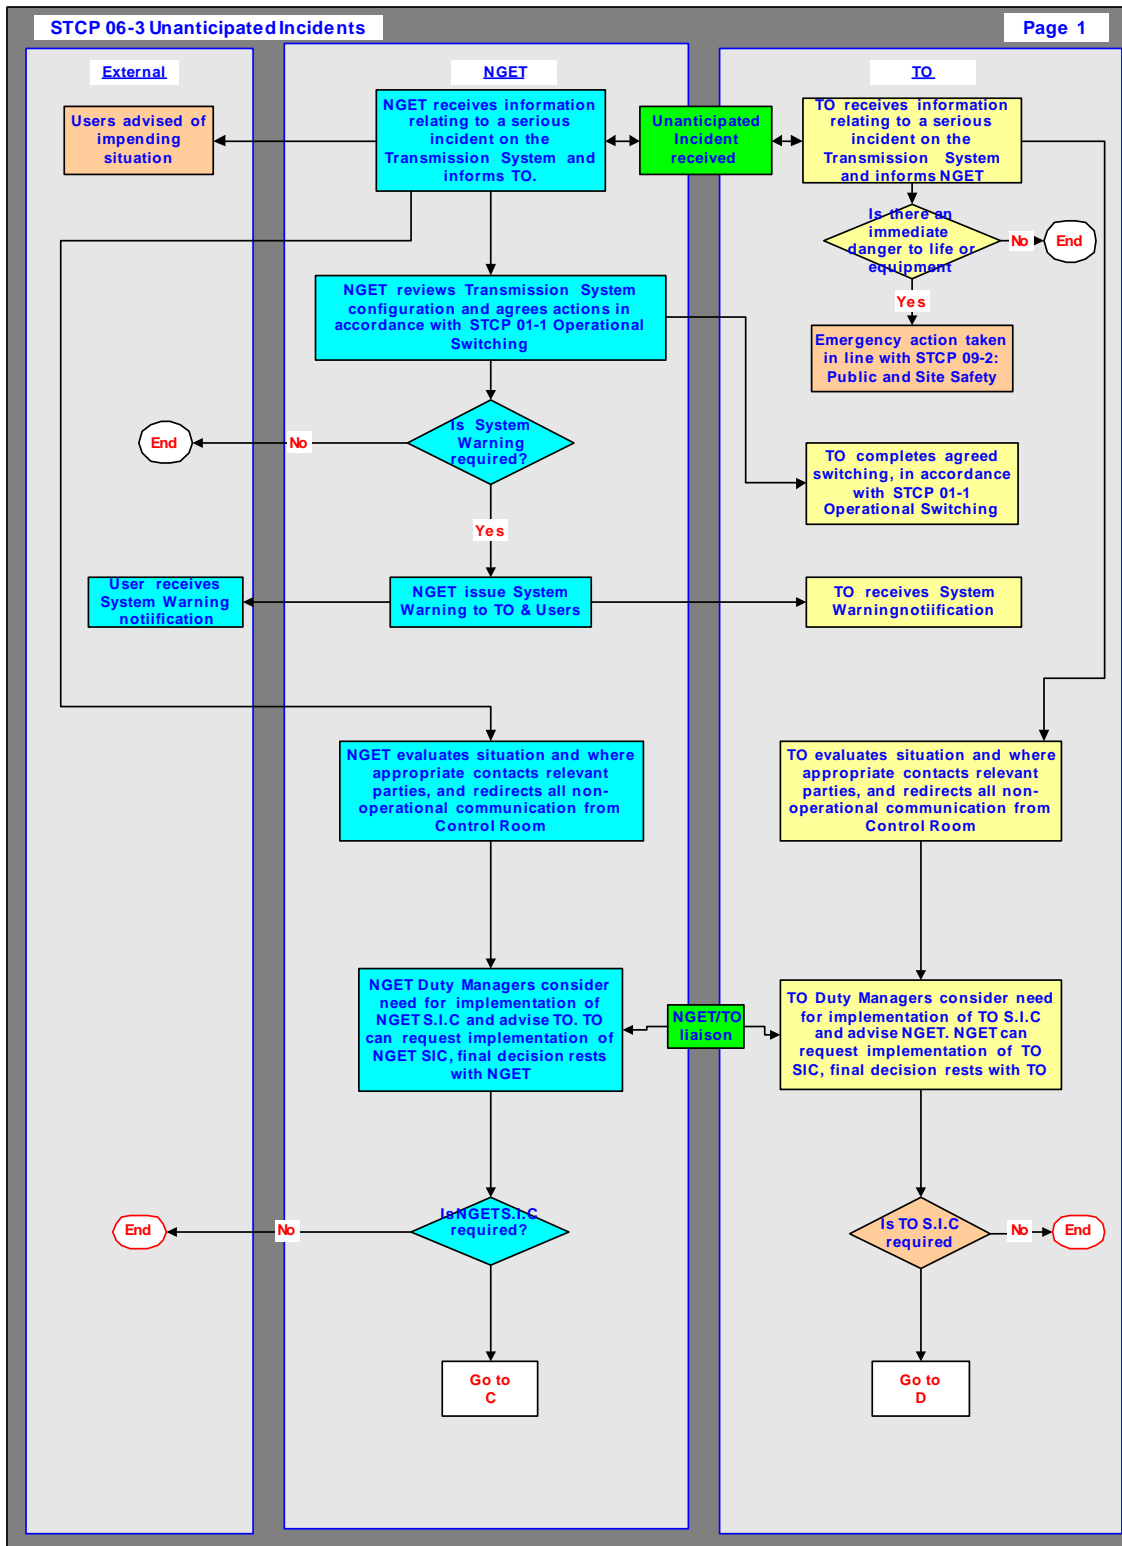 STCP 06-3 Unanticipated Incidents
Page 1
External
NGET
TO
Users advised of
impending
situation
NGET receives information
relating to a serious
incident on the
Transmission System and
informs TO.
Unanticipated
Incident
received
TO receives information
relating to a serious
incident on the
Transmission System
and informs NGET
Is there an
immediate
danger to life or
equipment
No
End
Yes
NGET reviews Transmission System
configuration and agrees actions in
accordance with STCP 01-1 Operational
Switching
Emergency action taken
in line with STCP 09-2:
Public and Site Safety
Is System
Warning
required?
No
End
Yes
TO completes agreed
switching, in accordance
with STCP 01-1
Operational Switching
User receives
System Warning
notiification
NGET issue System
Warning to TO & Users
TO receives System
Warningnotiification
NGET evaluates situation and where
appropriate contacts relevant
parties, and redirects all non-
operational communication from
Control Room
TO evaluates situation and where
appropriate contacts relevant
parties, and redirects all non-
operational communication from
Control Room
NGET Duty Managers consider
need for implementation of
NGET S.I.C and advise TO. TO
can request implementation of
NGET SIC, final decision rests
with NGET
NGET/TO
liaison
TO Duty Managers consider need
for implementation of TO S.I.C
and advise NGET. NGET can
request implementation of TO
SIC, final decision rests with TO
IsNGETS.I.C
required?
No
End
Is TO S.I.C
required
No
End
Go to
C
Go to
D